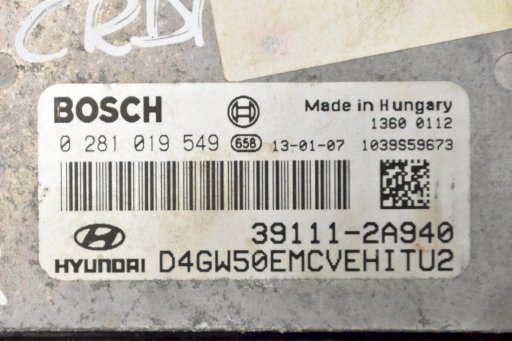 CRDI
BOSCH
Made in Hungary
1360 0112
0 281 019 549 658 13-01-07 1039S59673
39111-2A940
HYUNDAI D4GW50EMCVEHITU2